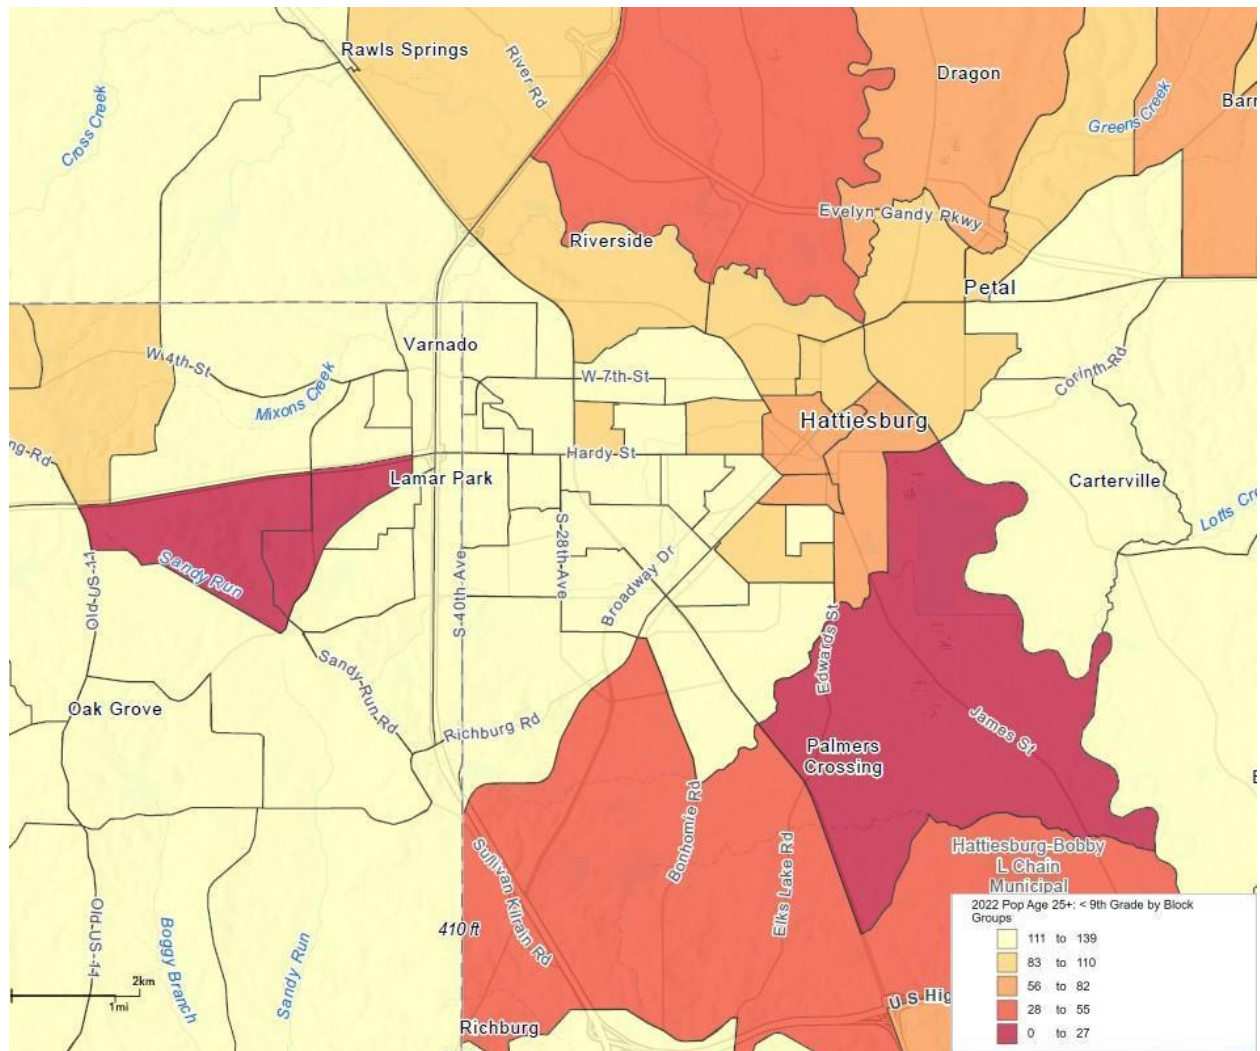 Rawls Springs
River Rd
Dragon
Cross Creek
Greens Creek
Barr
Evelyn Gandy Pkwy
Riverside
Petal
Varnado
W 4th St
Mixons Creek
W 7th St
Corinth-Rd
Hattiesburg
ng-Rd
Hardy St
Lamar Park
Carterville
Lotts Cre
S-28th-Ave
Broadway Dr
Sandy Run
Old-US-11
S-40th-Ave
Edwards St
Sandy-Run-Rd
Oak Grove
Richburg Rd
James St
Palmers
Crossing
E
Bonhomie Rd
Elks Lake Rd
Sullivan Kilrain Rd
Hattiesburg-Bobby
L Chain
Municipal
410 ft
Old-US-11
Boggy Branch
Sandy Run
2km
1mi
U S Hig
Richburg
2022 Pop Age 25+: < 9th Grade by Block
Groups
111 to 139
83 to 110
56 to 82
28 to 55
0 to 27